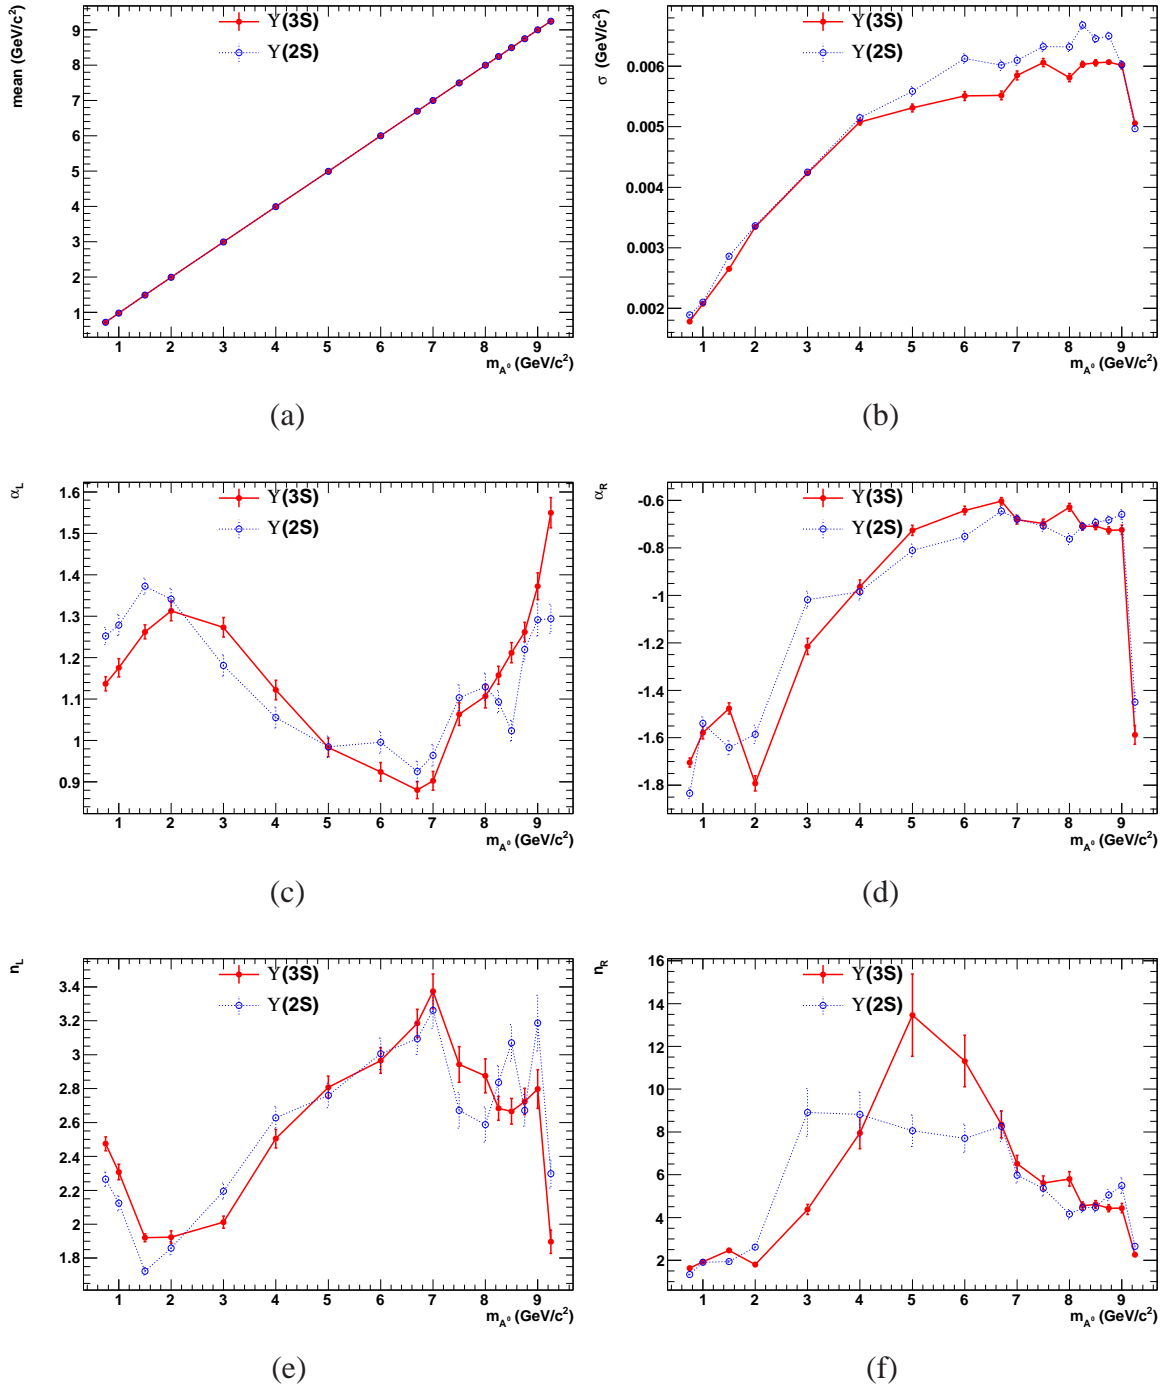 mean (GeV/c²)
9
8
7
6
5
4
3
2
1
ϒ(3S)
ϒ(2S)
1 2 3 4 5 6 7 8 9
m_A⁰ (GeV/c²)
(a)
σ (GeV/c²)
0.006
0.005
0.004
0.003
0.002
ϒ(3S)
ϒ(2S)
1 2 3 4 5 6 7 8 9
m_A⁰ (GeV/c²)
(b)
α_L
1.6
1.5
1.4
1.3
1.2
1.1
1
0.9
ϒ(3S)
ϒ(2S)
1 2 3 4 5 6 7 8 9
m_A⁰ (GeV/c²)
(c)
α_R
-0.6
-0.8
-1
-1.2
-1.4
-1.6
-1.8
ϒ(3S)
ϒ(2S)
1 2 3 4 5 6 7 8 9
m_A⁰ (GeV/c²)
(d)
n_L
3.4
3.2
3
2.8
2.6
2.4
2.2
2
1.8
ϒ(3S)
ϒ(2S)
1 2 3 4 5 6 7 8 9
m_A⁰ (GeV/c²)
(e)
n_R
16
14
12
10
8
6
4
2
ϒ(3S)
ϒ(2S)
1 2 3 4 5 6 7 8 9
m_A⁰ (GeV/c²)
(f)